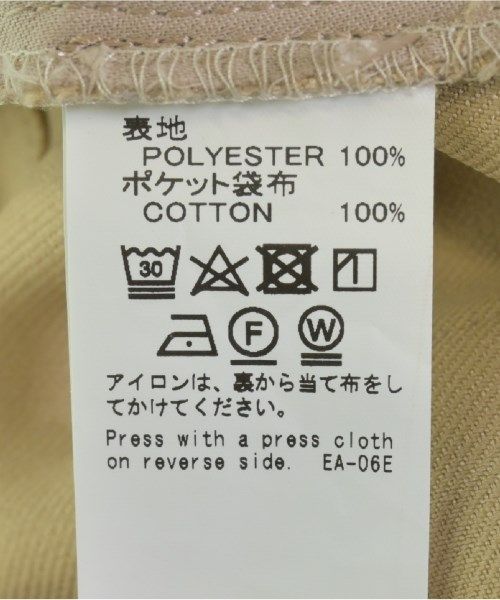 表地
POLYESTER 100%
ポケット袋布
COTTON 100%
30
F W
アイロンは、裏から当て布をし
てかけてください。
Press with a press cloth
on reverse side. EA-06E